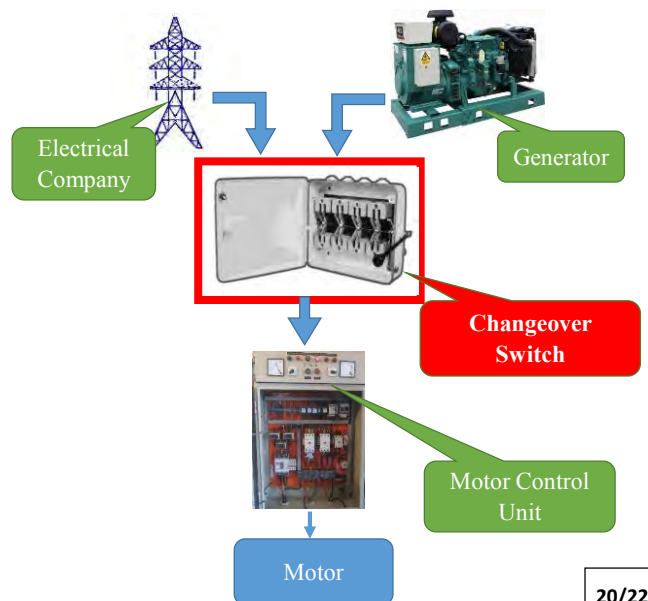 Electrical
Company
Generator
Changeover
Switch
Motor Control
Unit
Motor
20/22